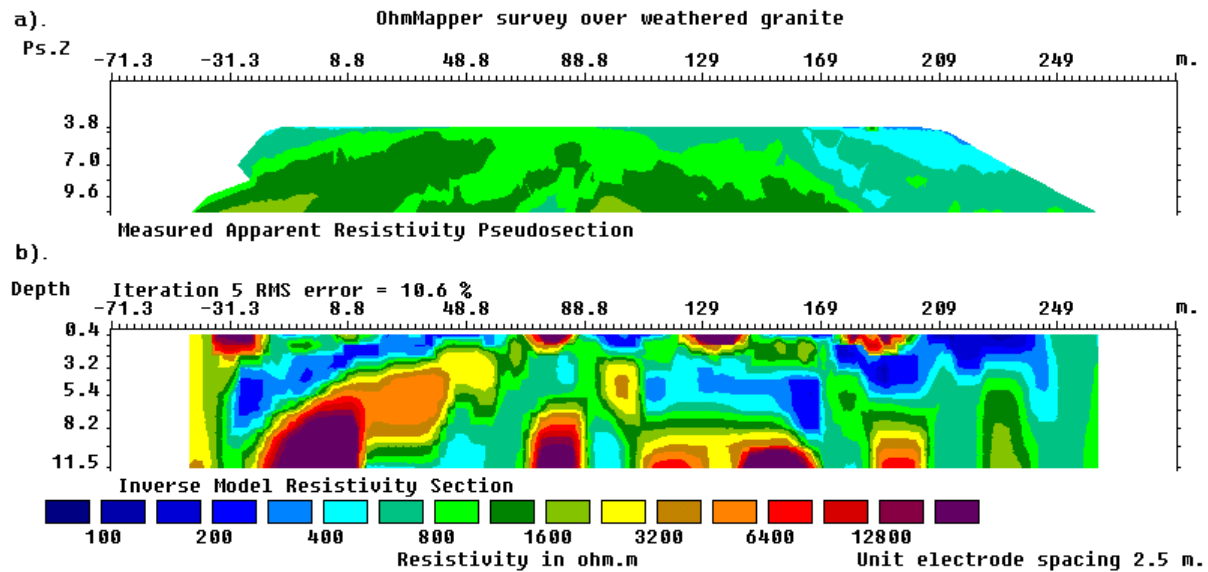 a).
OhmMapper survey over weathered granite
Ps.Z
-71.3 -31.3 8.8 48.8 88.8 129 169 209 249 m.
3.8
7.0
9.6
Measured Apparent Resistivity Pseudosection
b).
Depth Iteration 5 RMS error = 10.6 %
-71.3 -31.3 8.8 48.8 88.8 129 169 209 249 m.
0.4
3.2
5.4
8.2
11.5
Inverse Model Resistivity Section
100 200 400 800 1600 3200 6400 12800
Resistivity in ohm.m Unit electrode spacing 2.5 m.